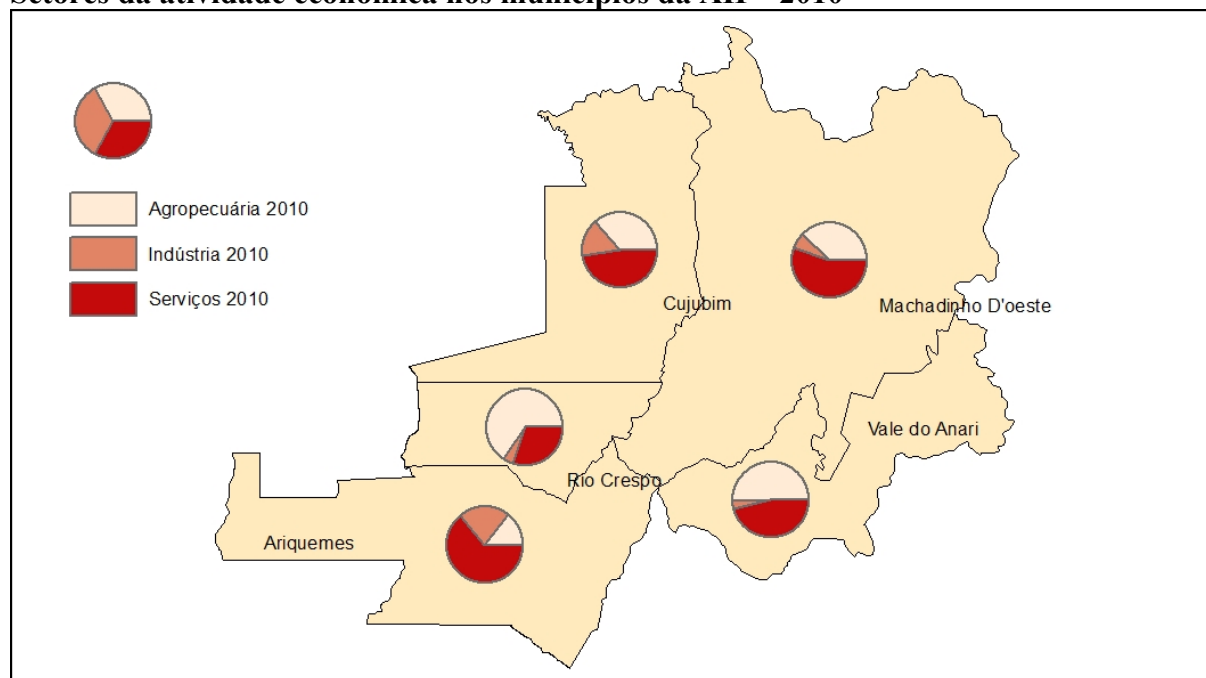 Agropecuária 2010
Indústria 2010
Serviços 2010
Cujubim
Machadinho D'oeste
Vale do Anari
Rio Crespo
Ariquemes